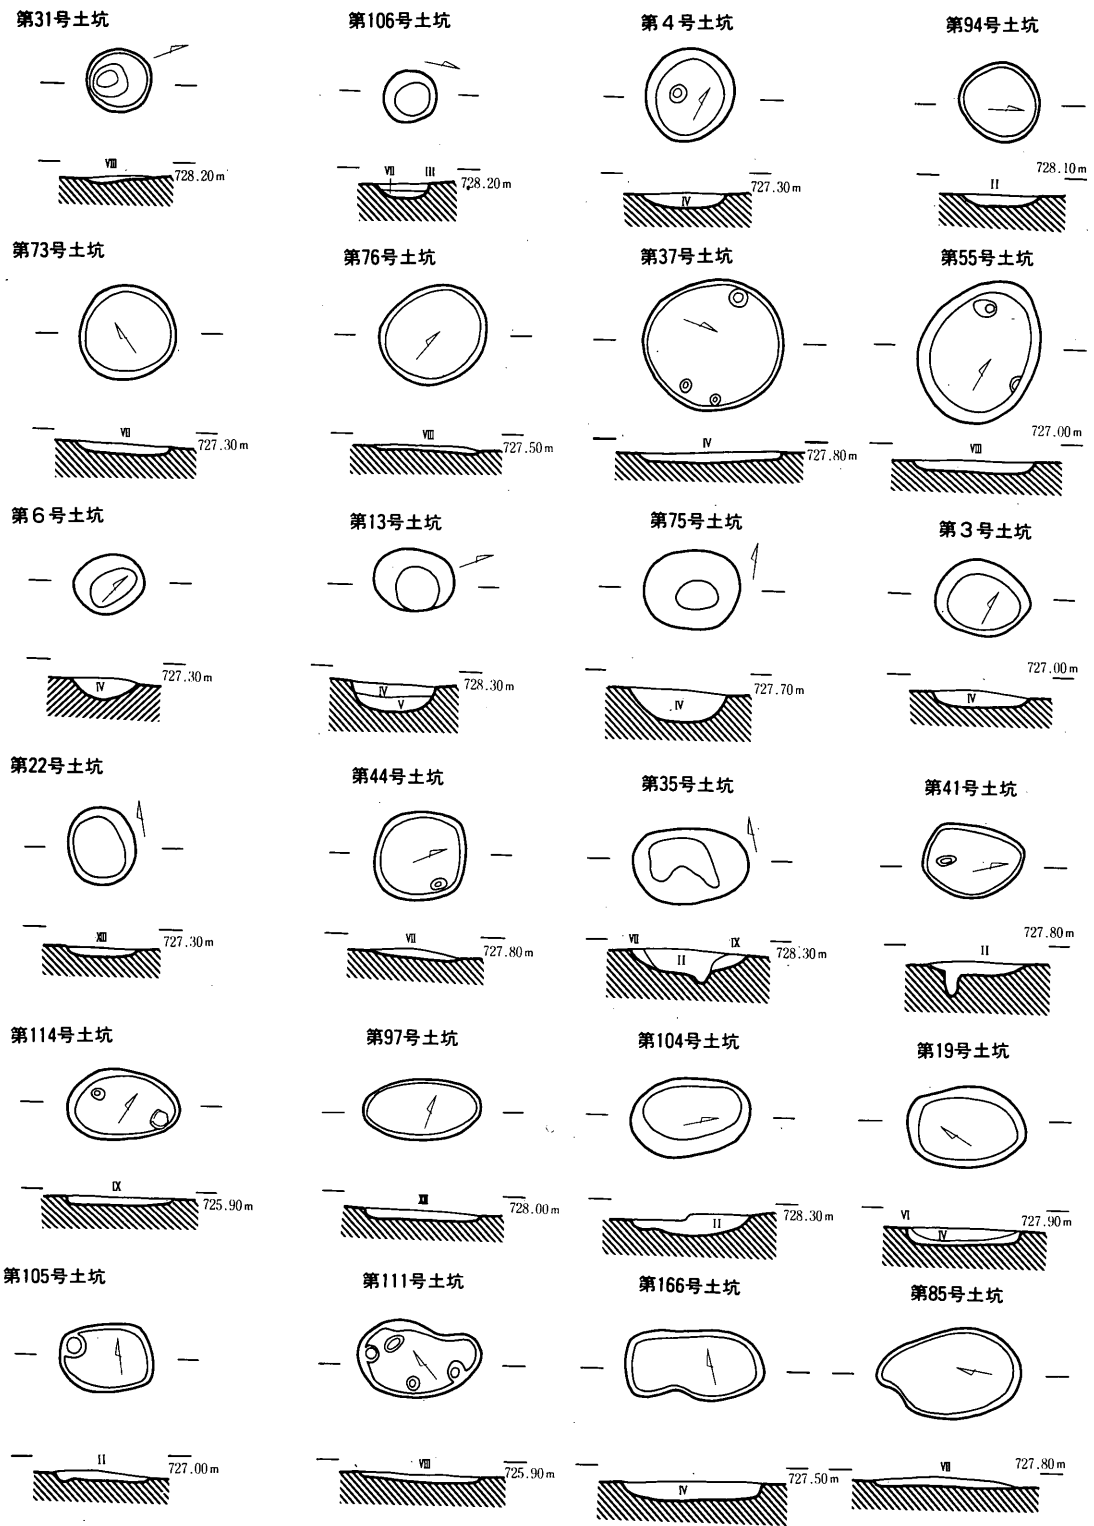 第31号土坑
Ⅷ
728.20m
第106号土坑
Ⅶ Ⅲ
728.20m
第4号土坑
Ⅳ
727.30m
第94号土坑
728.10m
Ⅱ
第73号土坑
Ⅶ
727.30m
第76号土坑
Ⅷ
727.50m
第37号土坑
Ⅳ
727.80m
第55号土坑
727.00m
Ⅷ
第6号土坑
Ⅳ
727.30m
第13号土坑
Ⅳ
Ⅴ
728.30m
第75号土坑
Ⅳ
727.70m
第3号土坑
727.00m
Ⅳ
第22号土坑
727.30m
第44号土坑
Ⅶ
727.80m
第35号土坑
Ⅶ Ⅸ
Ⅱ
728.30m
第41号土坑
727.80m
Ⅱ
第114号土坑
Ⅸ
725.90m
第97号土坑
728.00m
第104号土坑
Ⅱ
728.30m
第19号土坑
Ⅵ
Ⅳ
727.90m
第105号土坑
Ⅱ
727.00m
第111号土坑
Ⅷ
725.90m
第166号土坑
Ⅳ
727.50m
第85号土坑
727.80m